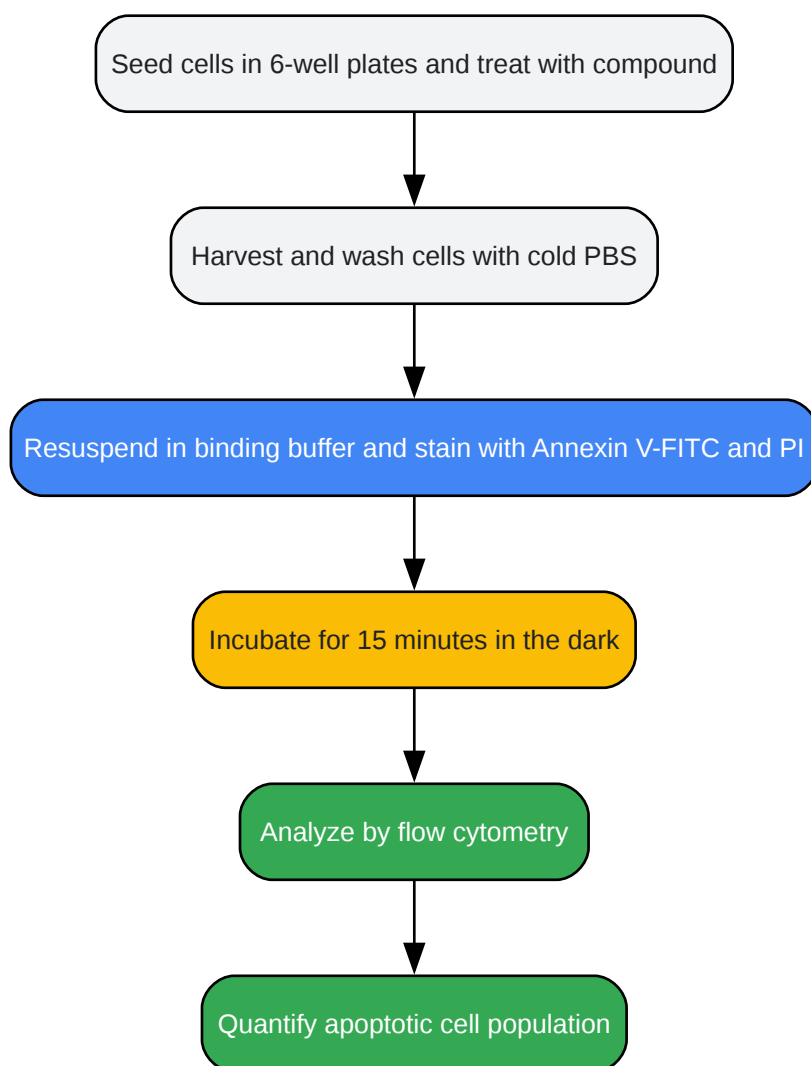 Seed cells in 6-well plates and treat with compound
Harvest and wash cells with cold PBS
Resuspend in binding buffer and stain with Annexin V-FITC and PI
Incubate for 15 minutes in the dark
Analyze by flow cytometry
Quantify apoptotic cell population